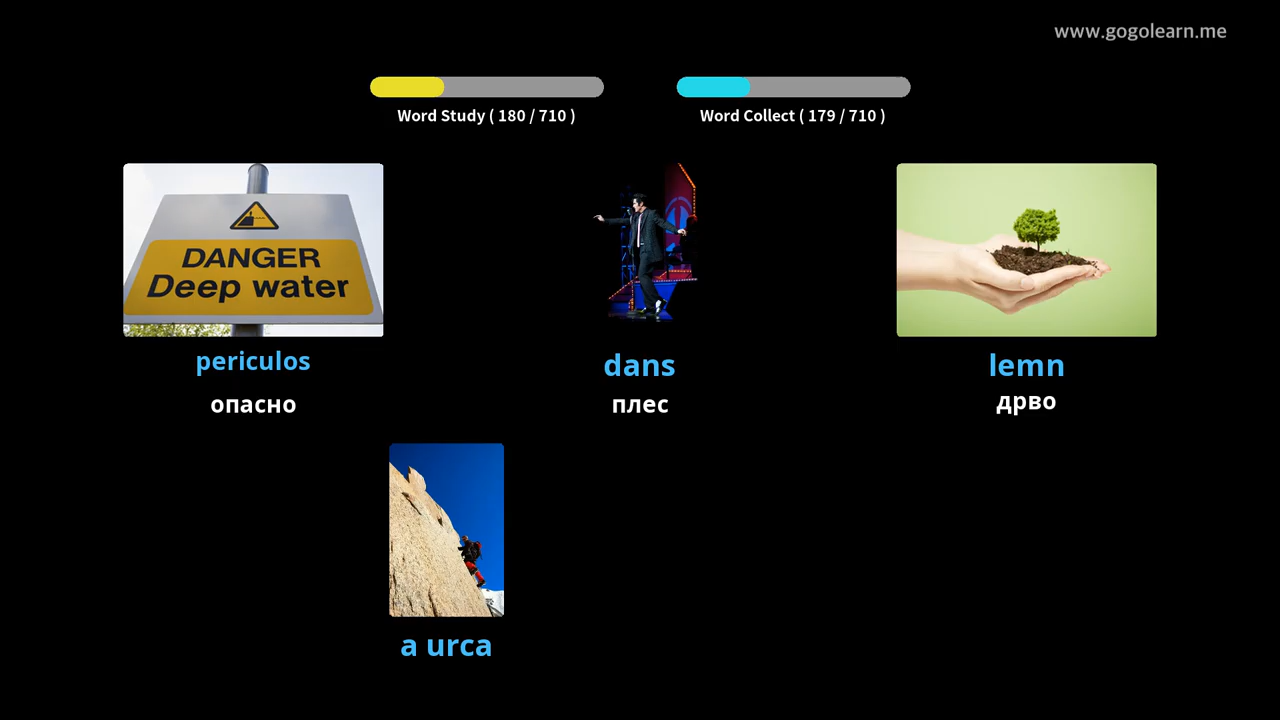 www.gogolearn.me
Word Study ( 180 / 710 )
Word Collect ( 179 / 710 )
DANGER
Deep water
periculos
dans
lemn
опасно
плес
дрво
a urca